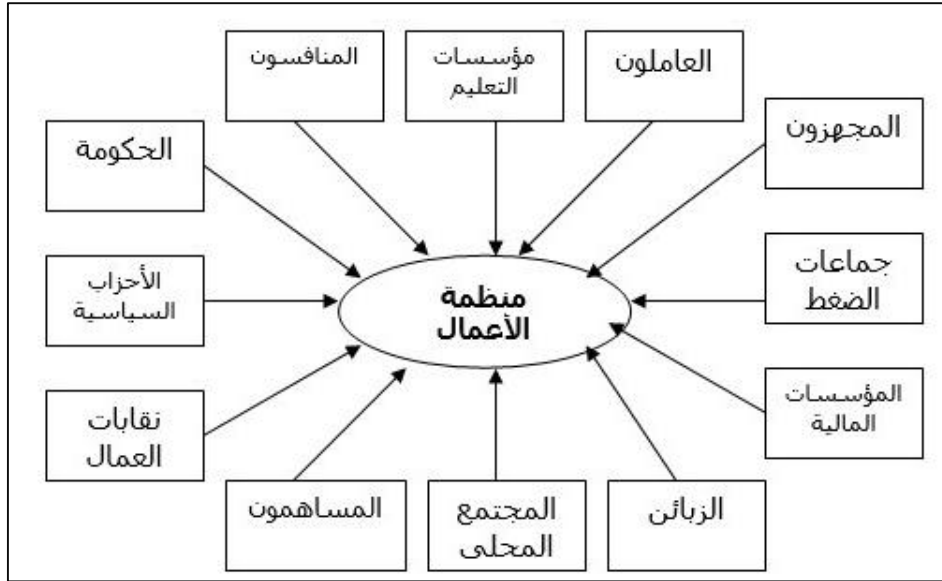 العاملون
مؤسسات
التعليم
المنافسون
المجهزون
الحكومة
جماعات
الضغط
منظمة
الأعمال
الأحزاب
السياسية
المؤسسات
المالية
نقابات
العمال
الزبائن
المجتمع
المحلى
المساهمون